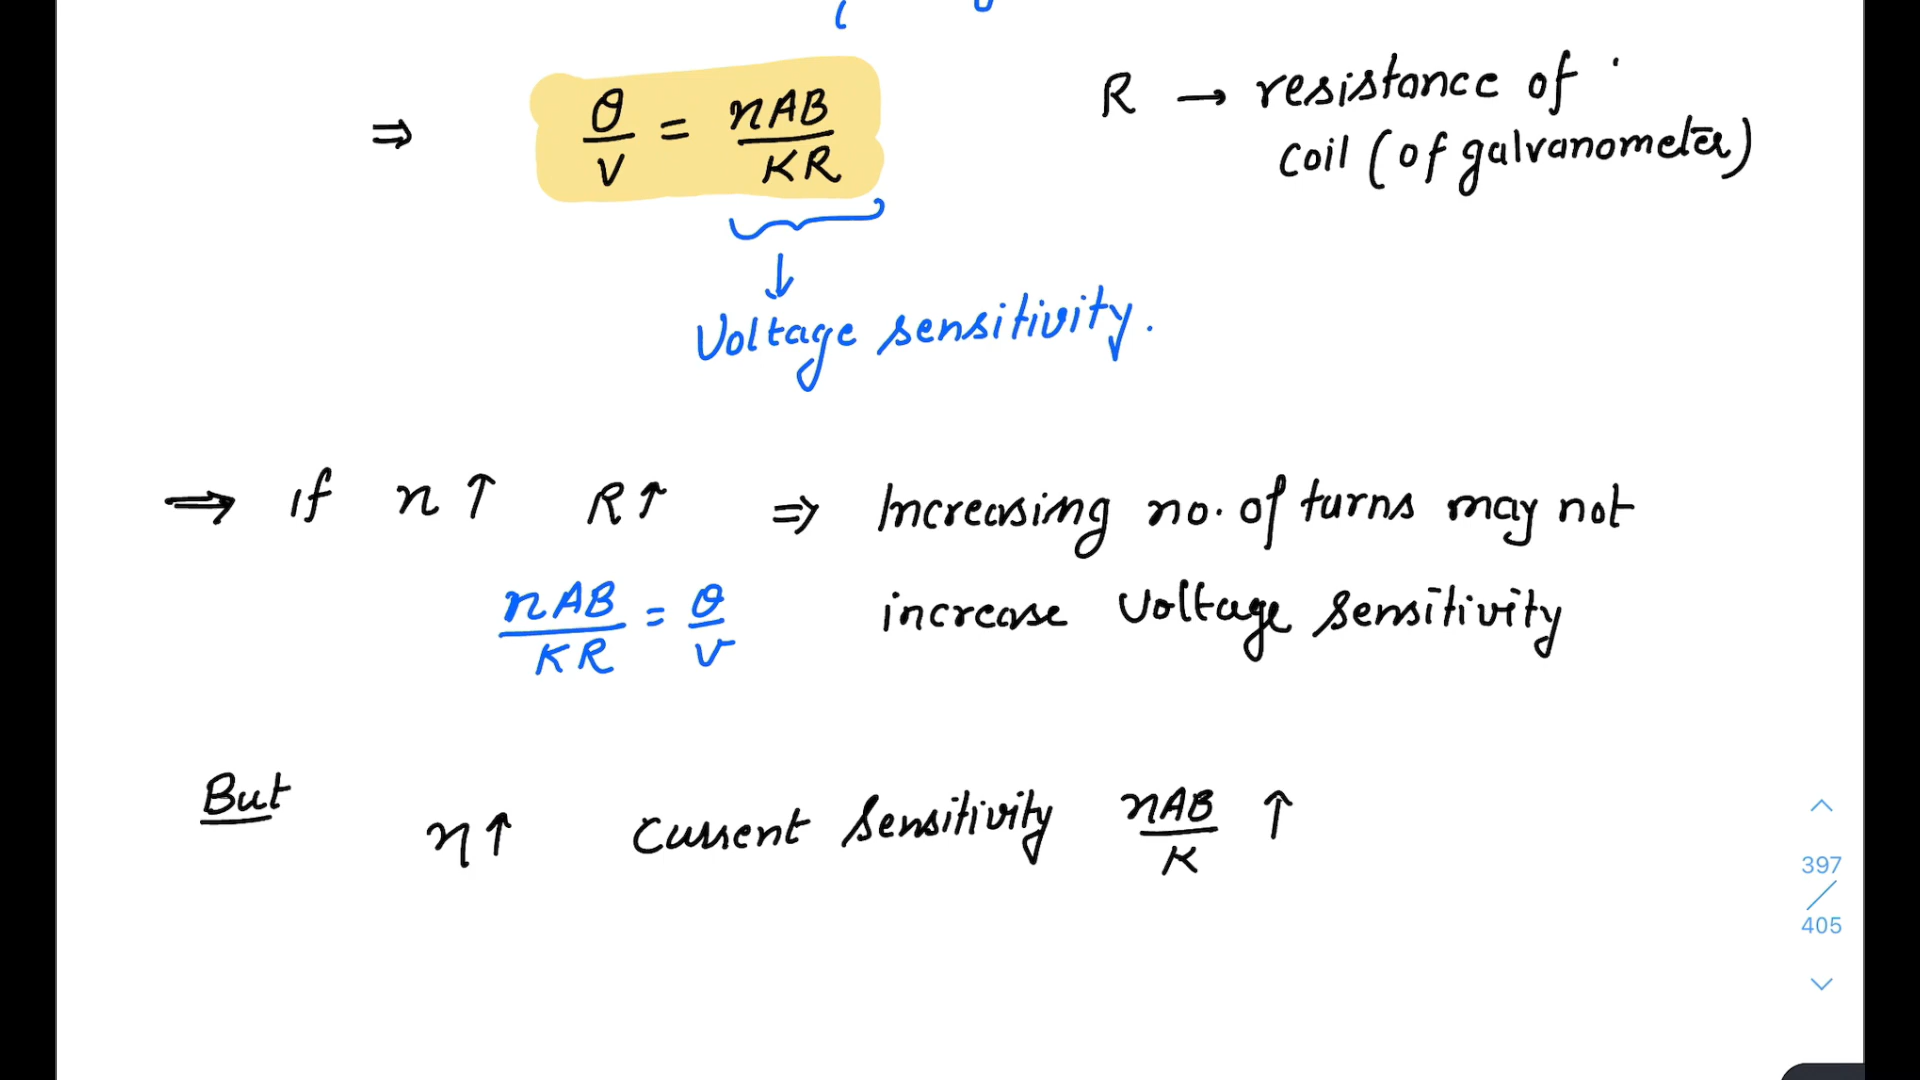 ⇒ θ/V = nAB/KR
R → resistance of
coil (of galvanometer)
↓
Voltage sensitivity.
⇒ if n↑ R↑ ⇒ Increasing no. of turns may not
nAB/KR = θ/V increase voltage sensitivity
But
n↑ Current Sensitivity nAB/K ↑
397
/
405